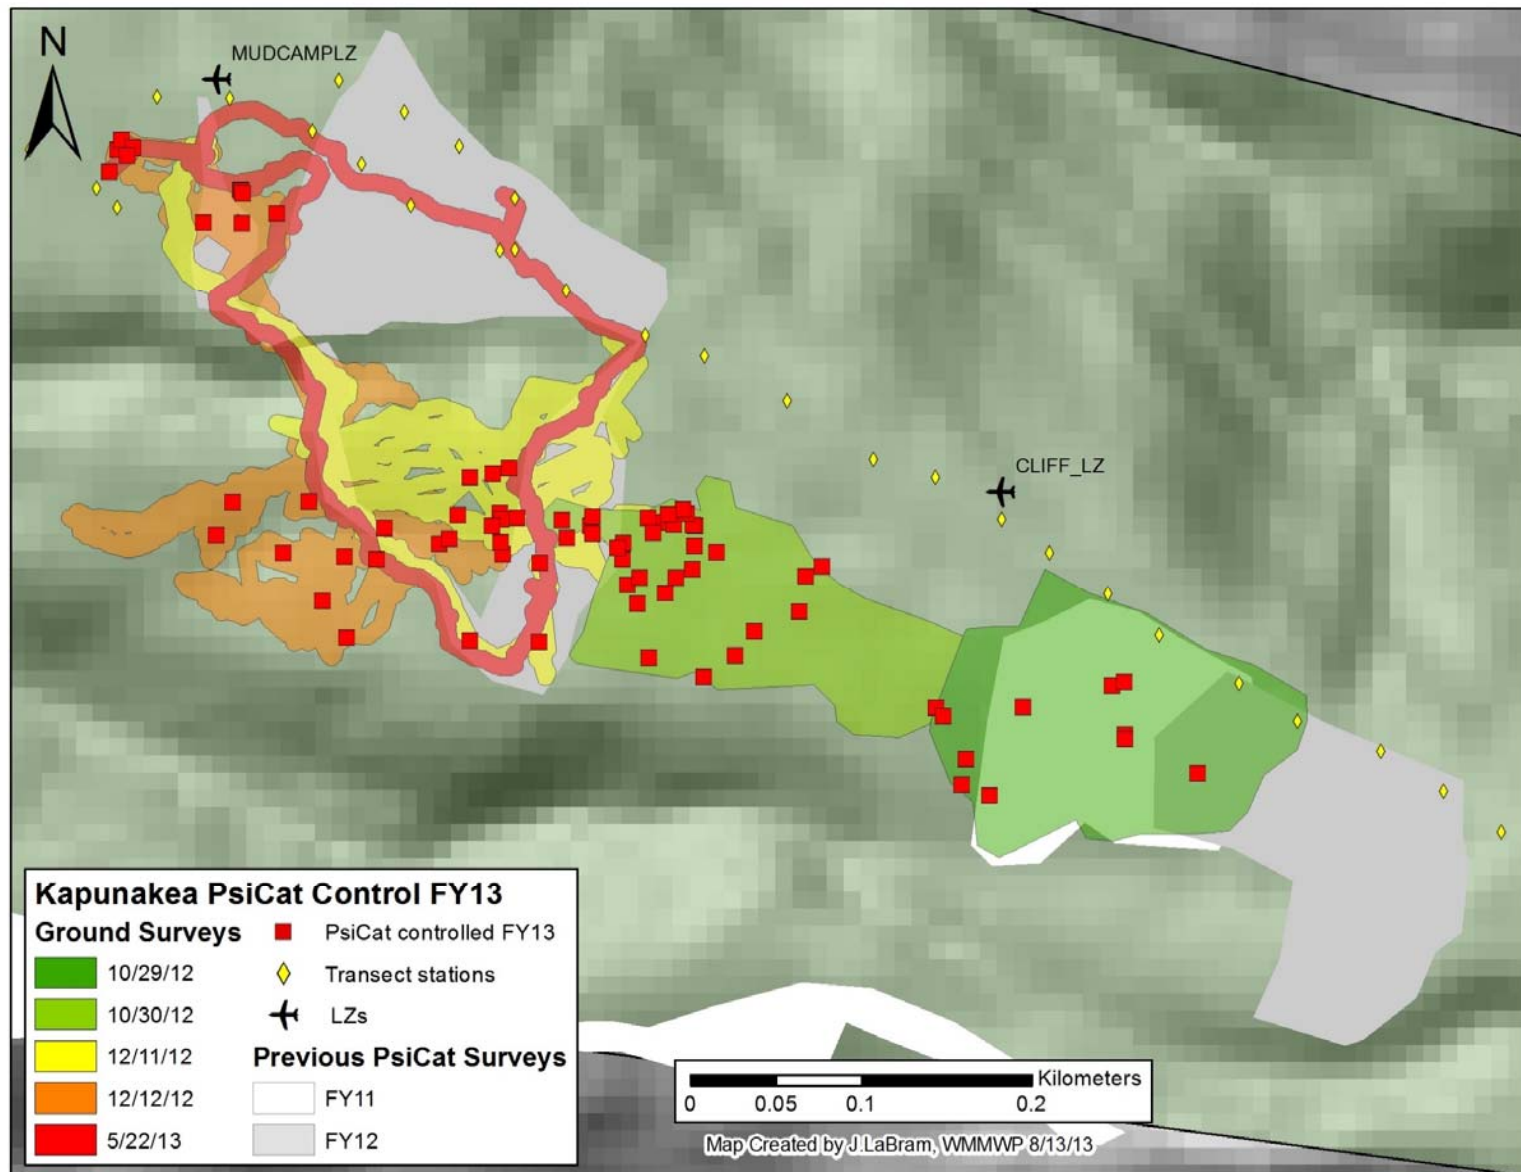 N
MUDCAMPLZ
CLIFF_LZ
Kapunakea PsiCat Control FY13
Ground Surveys
10/29/12
10/30/12
12/11/12
12/12/12
5/22/13
PsiCat controlled FY13
Transect stations
LZs
Previous PsiCat Surveys
FY11
FY12
Kilometers
0 0.05 0.1 0.2
Map Created by J.LaBram, WMMWP 8/13/13